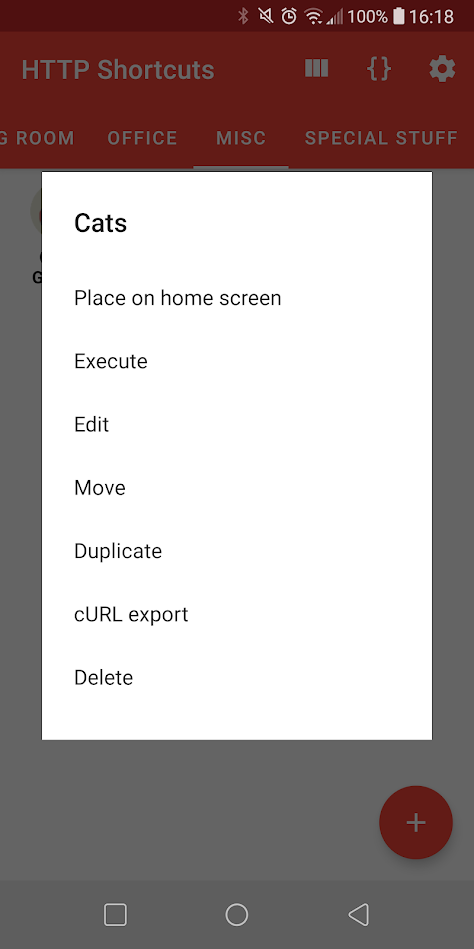 100% 16:18
HTTP Shortcuts { }
G ROOM OFFICE MISC SPECIAL STUFF
Cats
Place on home screen
Execute
Edit
Move
Duplicate
cURL export
Delete